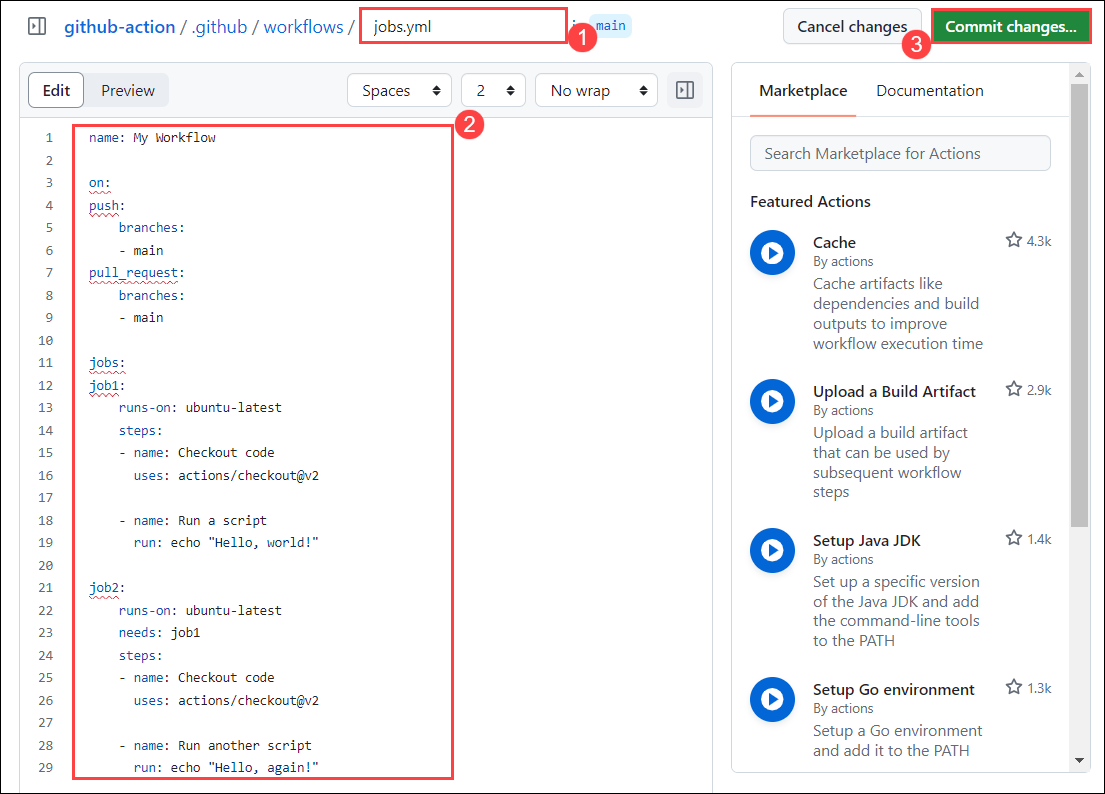 github-action / .github / workflows / jobs.yml in main
Cancel changes Commit changes...
1
3
Edit Preview Spaces 2 No wrap
2
1 name: My Workflow
2
3 on:
4 push:
5 branches:
6 - main
7 pull_request:
8 branches:
9 - main
10
11 jobs:
12 job1:
13 runs-on: ubuntu-latest
14 steps:
15 - name: Checkout code
16 uses: actions/checkout@v2
17
18 - name: Run a script
19 run: echo "Hello, world!"
20
21 job2:
22 runs-on: ubuntu-latest
23 needs: job1
24 steps:
25 - name: Checkout code
26 uses: actions/checkout@v2
27
28 - name: Run another script
29 run: echo "Hello, again!"
Marketplace Documentation
Search Marketplace for Actions
Featured Actions
Cache 4.3k
By actions
Cache artifacts like
dependencies and build
outputs to improve
workflow execution time
Upload a Build Artifact 2.9k
By actions
Upload a build artifact
that can be used by
subsequent workflow
steps
Setup Java JDK 1.4k
By actions
Set up a specific version
of the Java JDK and add
the command-line tools
to the PATH
Setup Go environment 1.3k
By actions
Setup a Go environment
and add it to the PATH